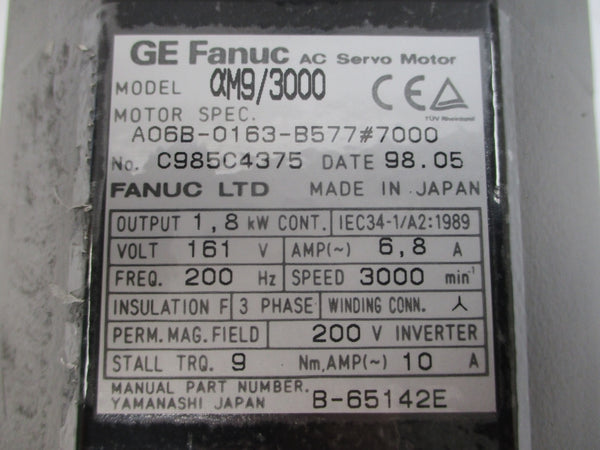 GE Fanuc AC Servo Motor
MODEL αM9/3000
CE TÜV Rheinland
MOTOR SPEC.
A06B-0163-B577#7000
No. C985C4375 DATE 98.05
FANUC LTD MADE IN JAPAN
OUTPUT 1,8 kW CONT. IEC34-1/A2:1989
VOLT 161 V AMP(~) 6,8 A
FREQ. 200 Hz SPEED 3000 min⁻¹
INSULATION F 3 PHASE WINDING CONN. ⅄
PERM.MAG.FIELD 200 V INVERTER
STALL TRQ. 9 Nm,AMP(~) 10 A
MANUAL PART NUMBER.
YAMANASHI JAPAN B-65142E